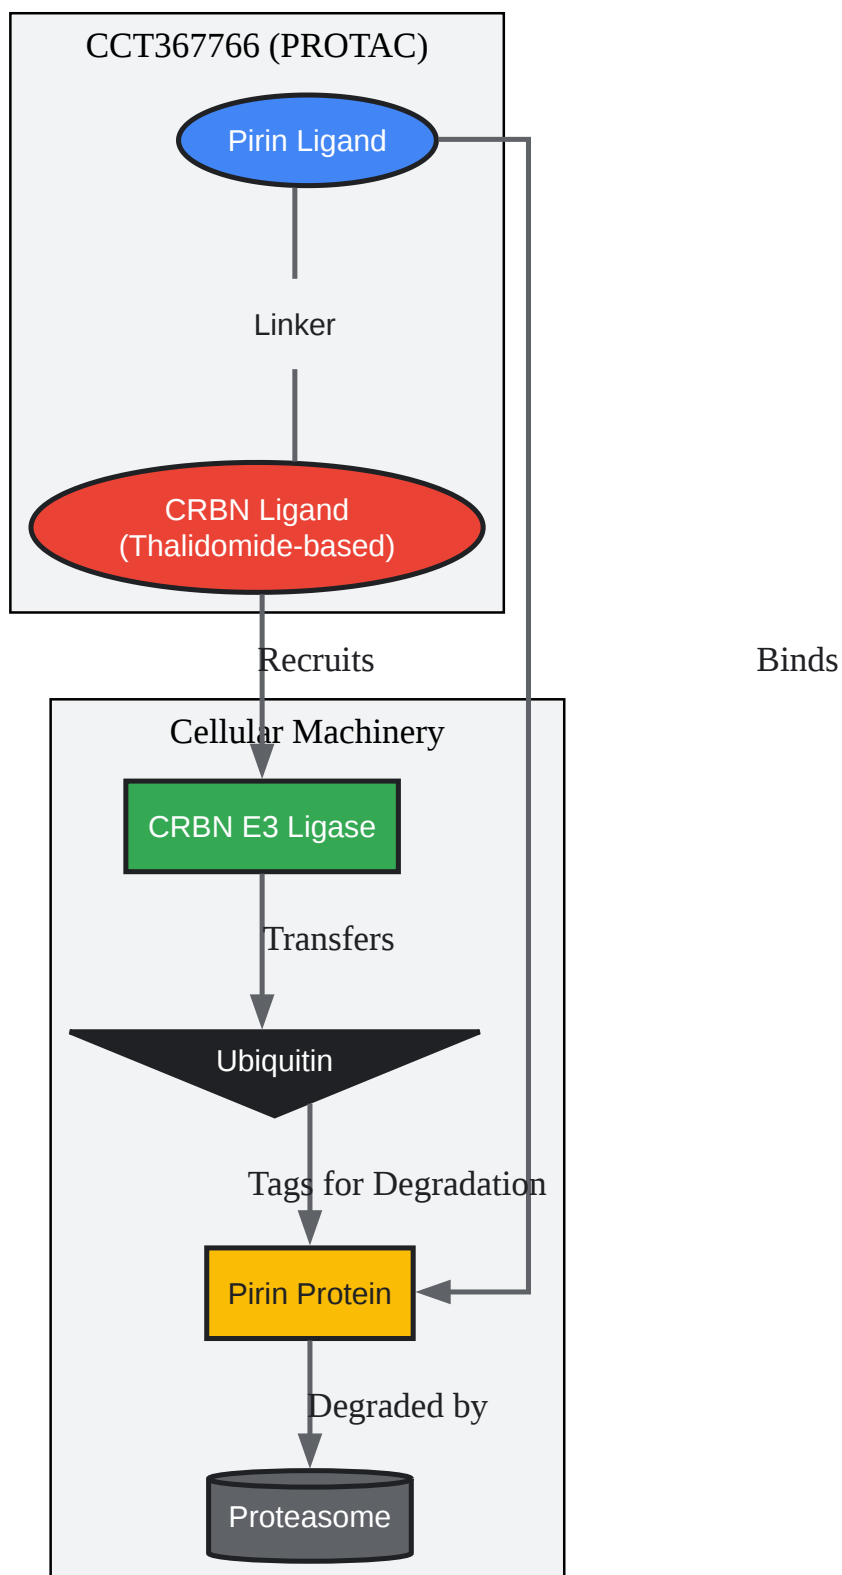 CCT367766 (PROTAC)
Pirin Ligand
Linker
CRBN Ligand
(Thalidomide-based)
Recruits
Binds
Cellular Machinery
CRBN E3 Ligase
Transfers
Ubiquitin
Tags for Degradation
Pirin Protein
Degraded by
Proteasome